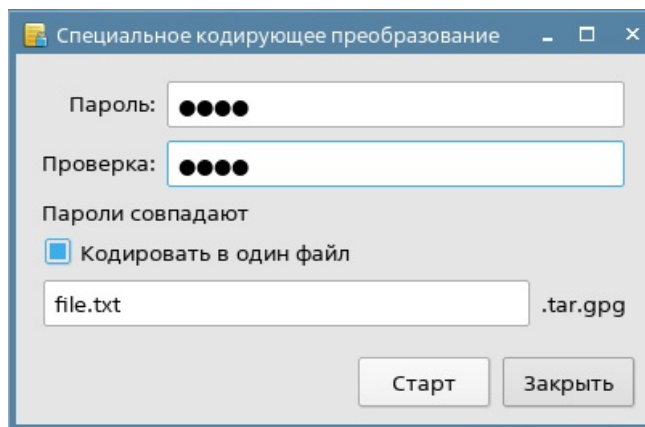 Специальное кодирующее преобразование
Пароль: ●●●●
Проверка: ●●●●
Пароли совпадают
Кодировать в один файл
file.txt .tar.gpg
Старт Закрыть